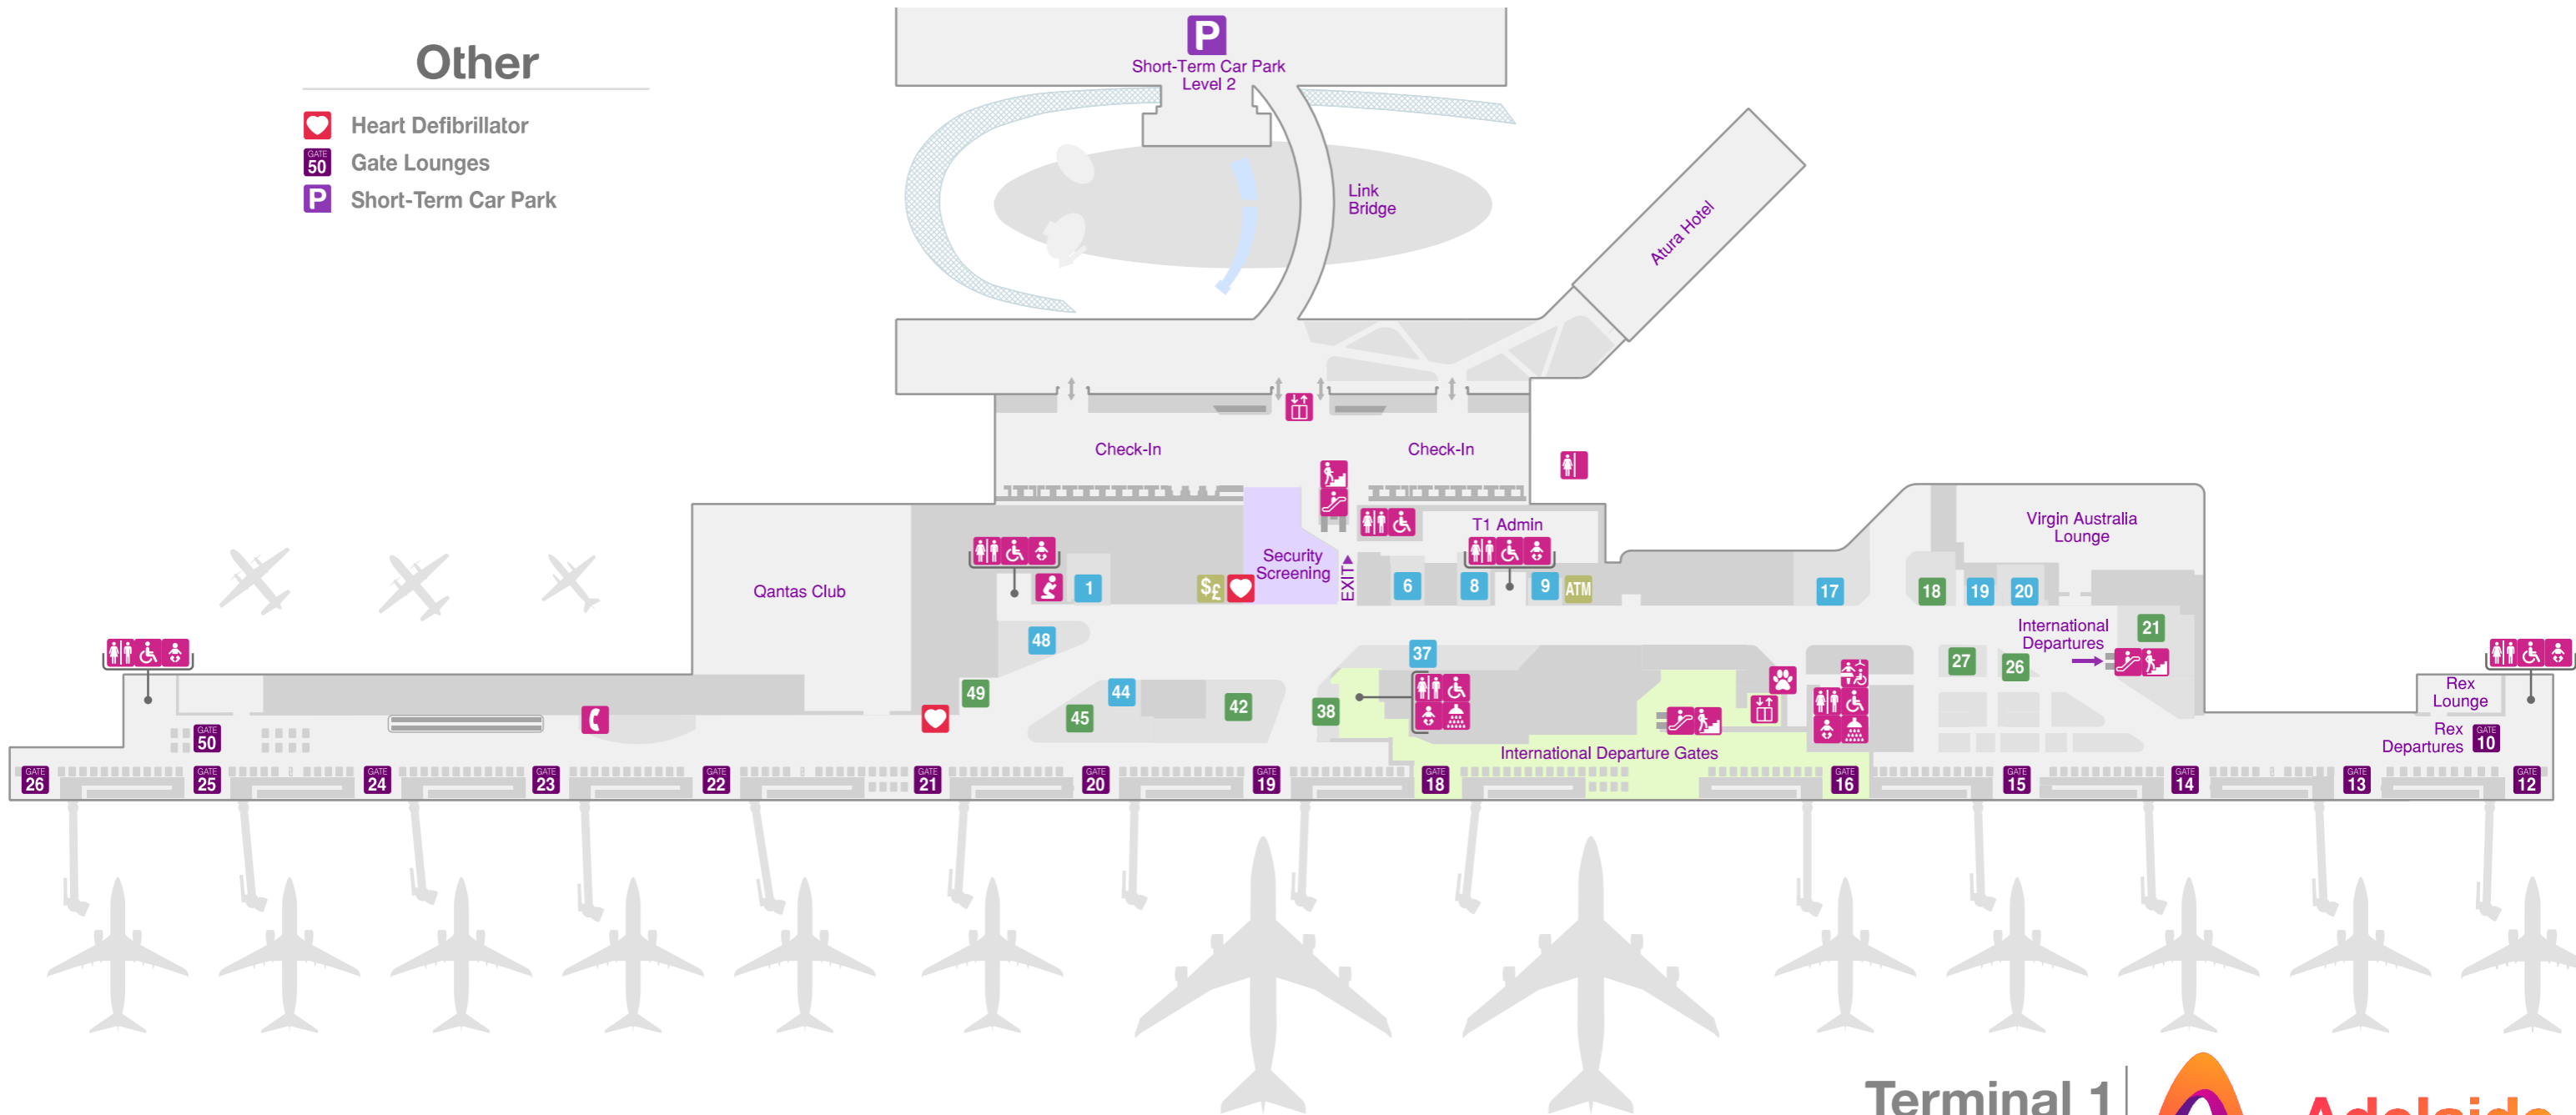 Other
Heart Defibrillator
GATE
50
Gate Lounges
P
Short-Term Car Park
P
Short-Term Car Park
Level 2
Link
Bridge
Atura Hotel
Check-In
Check-In
T1 Admin
Virgin Australia
Lounge
Security
Screening
EXIT
Qantas Club
1
$£
6
8
9
ATM
17
18
19
20
48
37
International
Departures
21
27
26
49
44
45
42
38
Rex
Lounge
Rex
Departures
GATE
10
GATE
50
International Departure Gates
GATE
26
GATE
25
GATE
24
GATE
23
GATE
22
GATE
21
GATE
20
GATE
19
GATE
18
GATE
16
GATE
15
GATE
14
GATE
13
GATE
12
Terminal 1
Adelaide